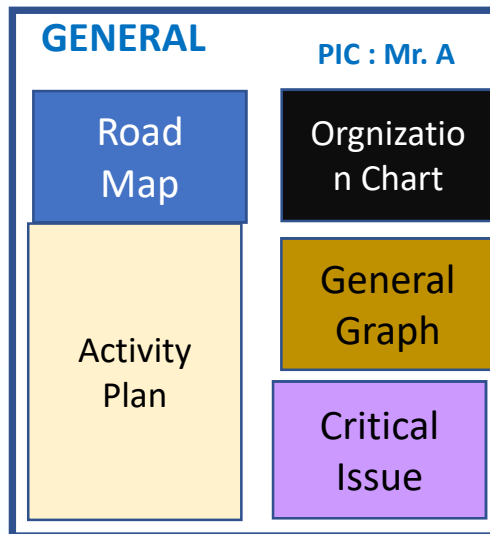 GENERAL
PIC : Mr. A
Road
Map
Orgnizatio
n Chart
Activity
Plan
General
Graph
Critical
Issue